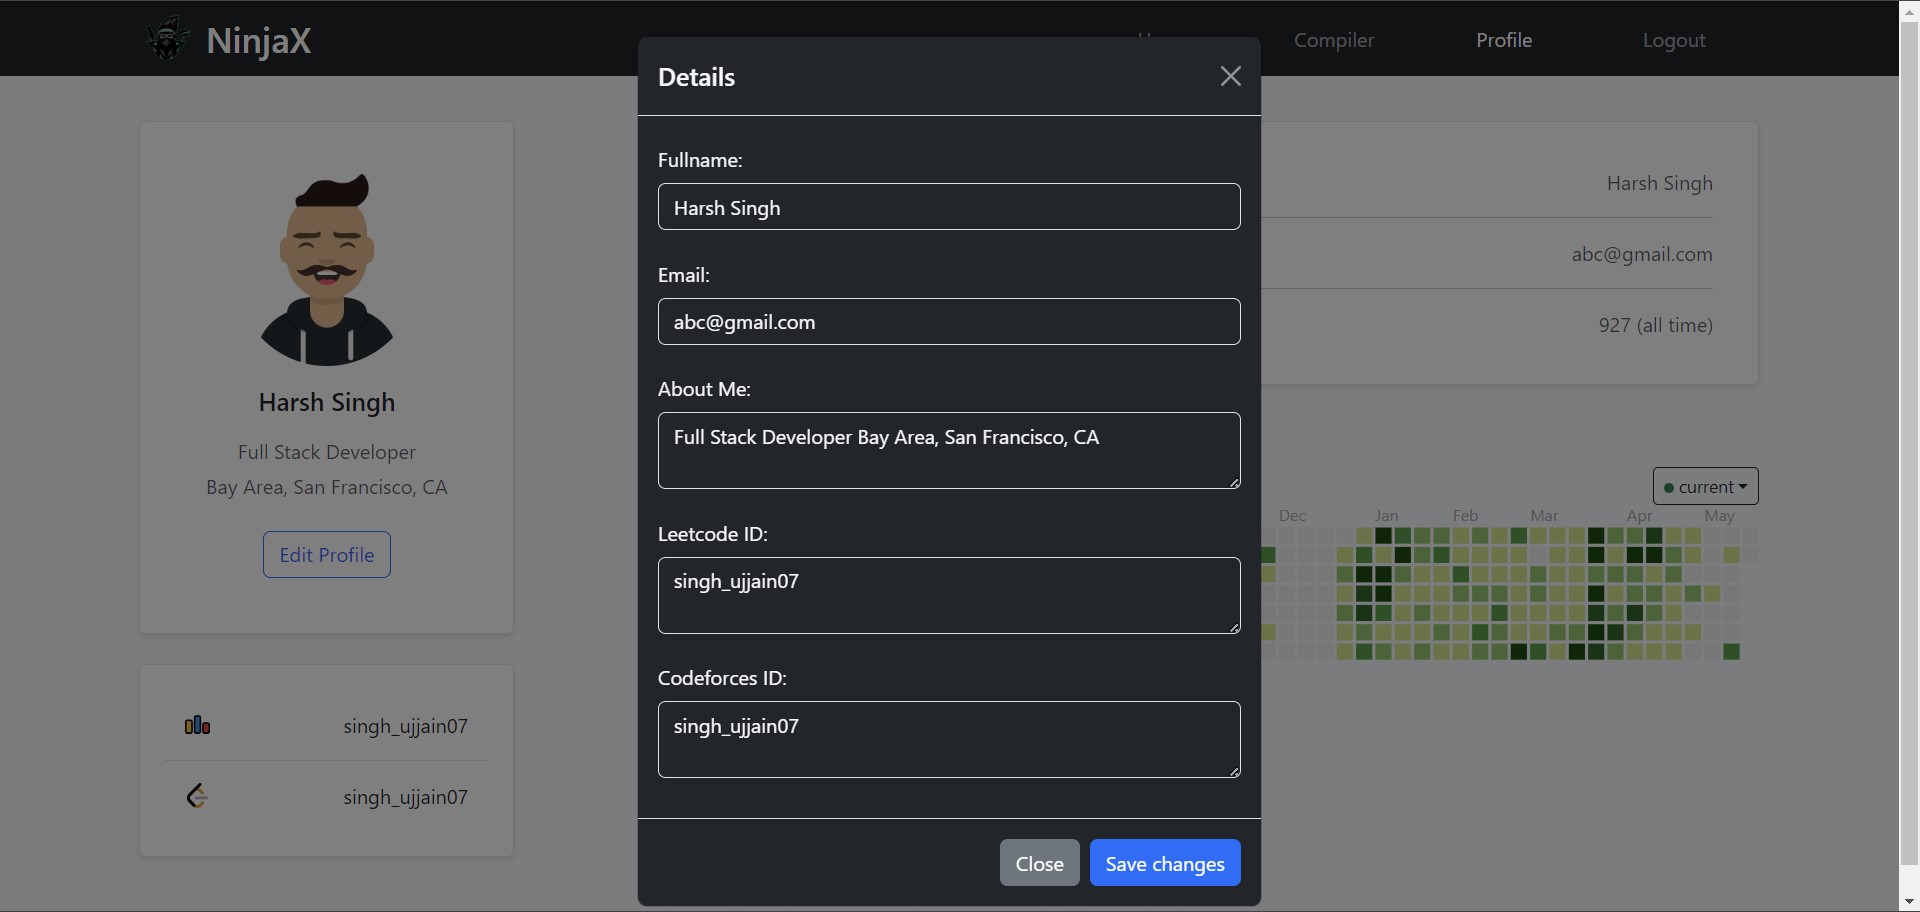 NinjaX
Compiler
Profile
Logout
Details
Fullname:
Harsh Singh
Email:
abc@gmail.com
About Me:
Full Stack Developer Bay Area, San Francisco, CA
Leetcode ID:
singh_ujjain07
Codeforces ID:
singh_ujjain07
Close
Save changes
Harsh Singh
Full Stack Developer
Bay Area, San Francisco, CA
Edit Profile
singh_ujjain07
singh_ujjain07
Harsh Singh
abc@gmail.com
927 (all time)
current
Dec Jan Feb Mar Apr May